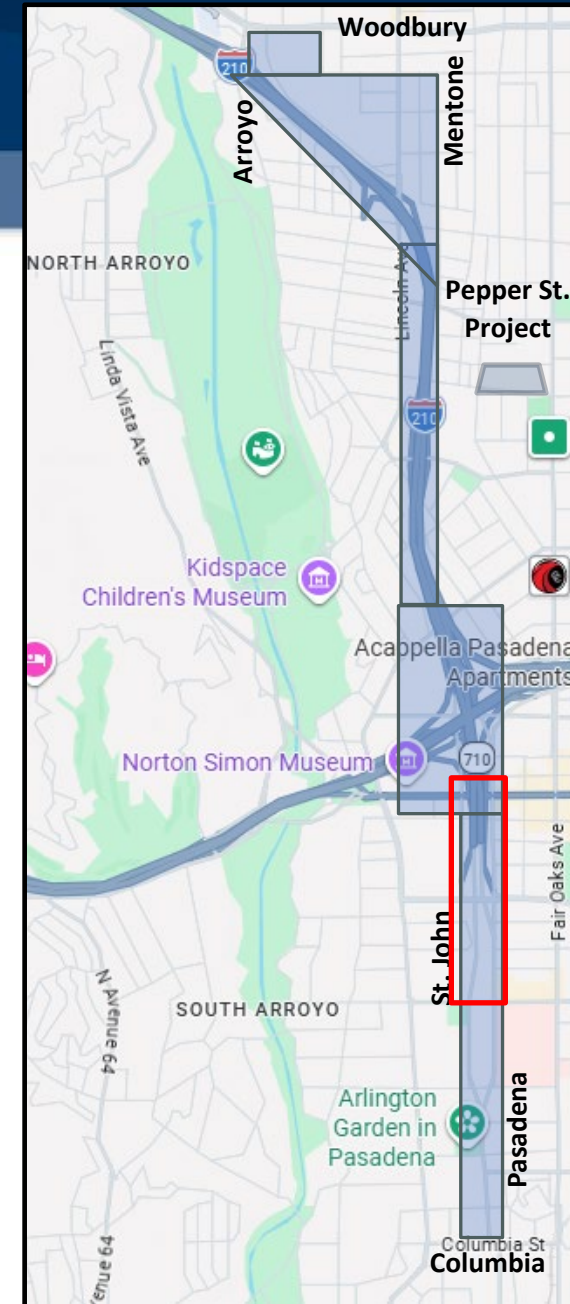 Woodbury
210
Arroyo
Mentone
NORTH ARROYO
Lincoln Ave
Pepper St.
Project
Linda Vista Ave
210
Kidspace
Children's Museum
Acappella Pasadena
Apartments
Norton Simon Museum
710
Fair Oaks Ave
St. John
N Avenue 64
SOUTH ARROYO
Arlington
Garden in
Pasadena
Pasadena
Columbia St
Columbia
venue 64